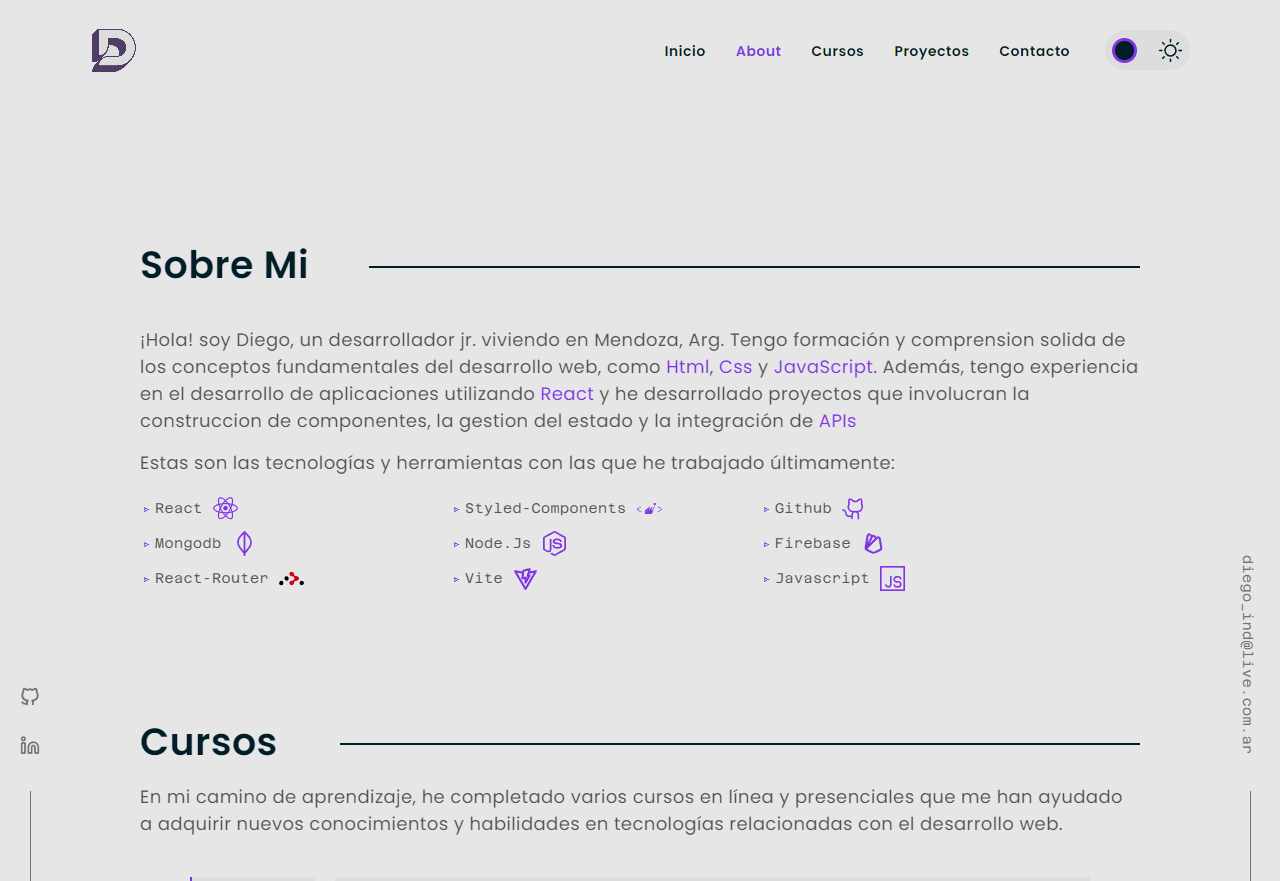 Inicio About Cursos Proyectos Contacto
Sobre Mi
¡Hola! soy Diego, un desarrollador jr. viviendo en Mendoza, Arg. Tengo formación y comprension solida de
los conceptos fundamentales del desarrollo web, como Html, Css y JavaScript. Además, tengo experiencia
en el desarrollo de aplicaciones utilizando React y he desarrollado proyectos que involucran la
construccion de componentes, la gestion del estado y la integración de APIs
Estas son las tecnologías y herramientas con las que he trabajado últimamente:
▹ React ▹ Styled-Components ▹ Github
▹ Mongodb ▹ Node.Js ▹ Firebase
▹ React-Router ▹ Vite ▹ Javascript JS
diego_ind@live.com.ar
Cursos
En mi camino de aprendizaje, he completado varios cursos en línea y presenciales que me han ayudado
a adquirir nuevos conocimientos y habilidades en tecnologías relacionadas con el desarrollo web.